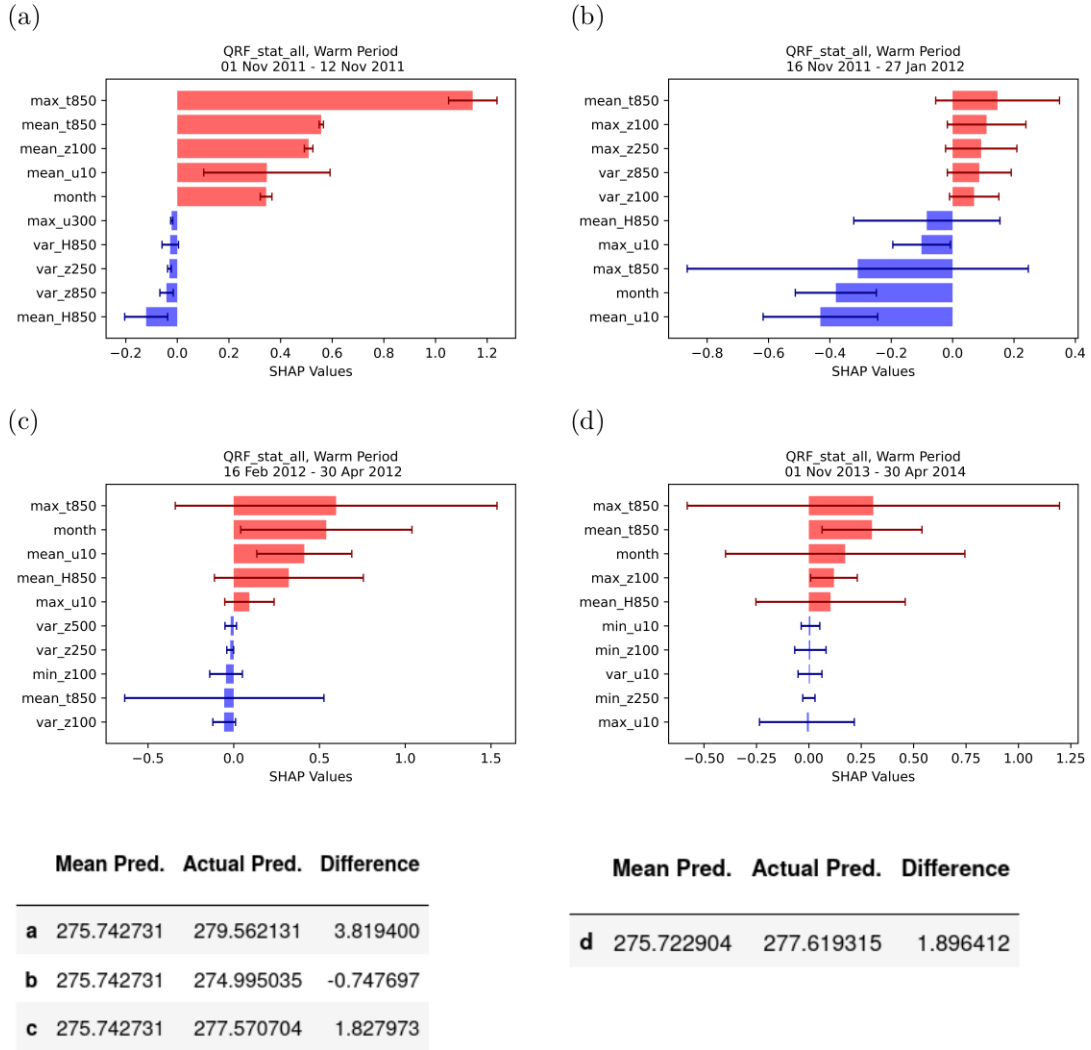 (a)
QRF_stat_all, Warm Period
01 Nov 2011 - 12 Nov 2011
max_t850
mean_t850
mean_z100
mean_u10
month
max_u300
var_H850
var_z250
var_z850
mean_H850
−0.2 0.0 0.2 0.4 0.6 0.8 1.0 1.2
SHAP Values
(b)
QRF_stat_all, Warm Period
16 Nov 2011 - 27 Jan 2012
mean_t850
max_z100
max_z250
var_z850
var_z100
mean_H850
max_u10
max_t850
month
mean_u10
−0.8 −0.6 −0.4 −0.2 0.0 0.2 0.4
SHAP Values
(c)
QRF_stat_all, Warm Period
16 Feb 2012 - 30 Apr 2012
max_t850
month
mean_u10
mean_H850
max_u10
var_z500
var_z250
min_z100
mean_t850
var_z100
−0.5 0.0 0.5 1.0 1.5
SHAP Values
(d)
QRF_stat_all, Warm Period
01 Nov 2013 - 30 Apr 2014
max_t850
mean_t850
month
max_z100
mean_H850
min_u10
min_z100
var_u10
min_z250
max_u10
−0.50 −0.25 0.00 0.25 0.50 0.75 1.00 1.25
SHAP Values
Mean Pred. Actual Pred. Difference
a 275.742731 279.562131 3.819400
b 275.742731 274.995035 -0.747697
c 275.742731 277.570704 1.827973
Mean Pred. Actual Pred. Difference
d 275.722904 277.619315 1.896412